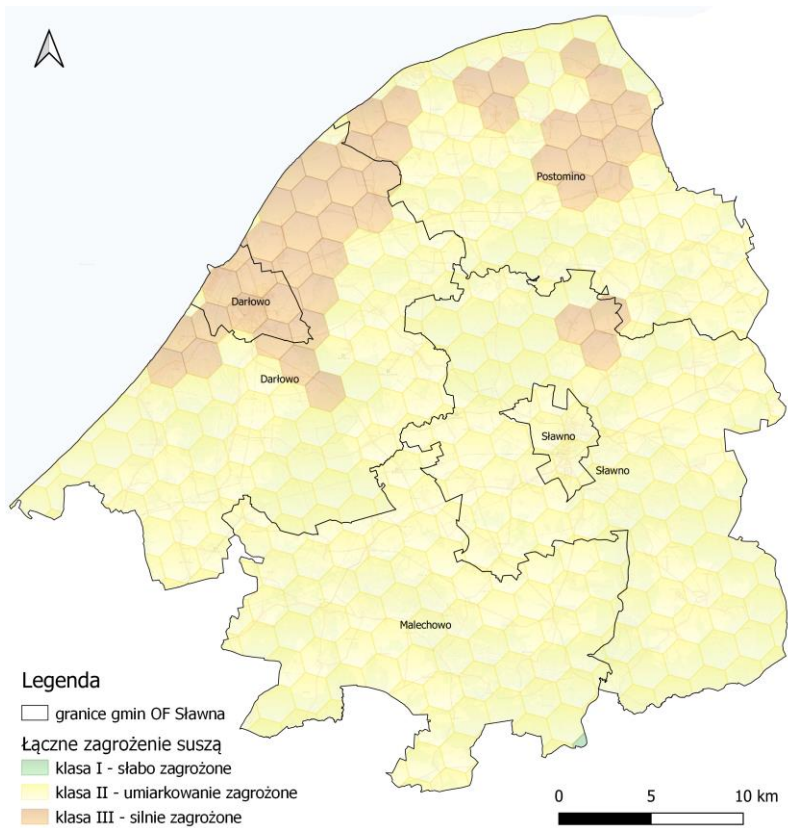 Postomino
Darłowo
Darłowo
Sławno
Sławno
Malechowo
Legenda
granice gmin OF Sławna
Łączne zagrożenie suszą
klasa I - słabo zagrożone
klasa II - umiarkowanie zagrożone
klasa III - silnie zagrożone
0 5 10 km